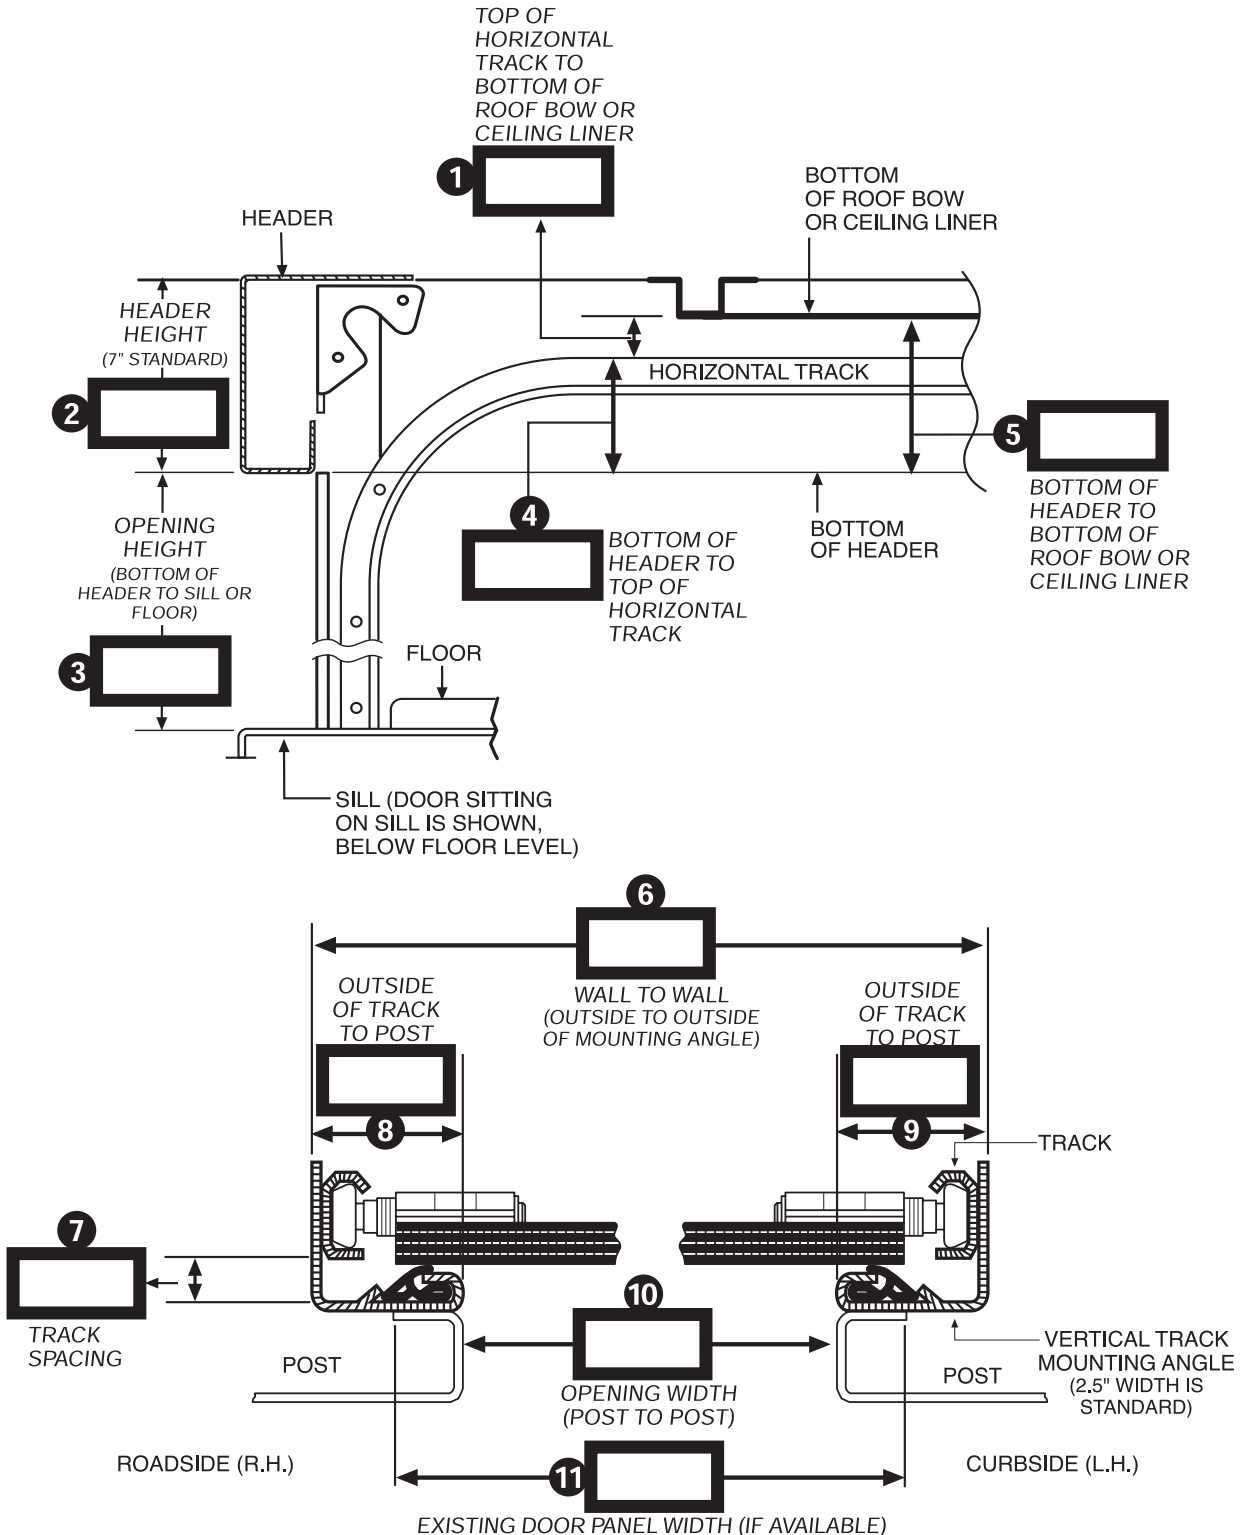 TOP OF
HORIZONTAL
TRACK TO
BOTTOM OF
ROOF BOW OR
CEILING LINER
1
BOTTOM
OF ROOF BOW
OR CEILING LINER
HEADER
HEADER
HEIGHT
(7" STANDARD)
2
HORIZONTAL TRACK
5
BOTTOM OF
HEADER TO
BOTTOM OF
ROOF BOW OR
CEILING LINER
4
BOTTOM OF
HEADER TO
TOP OF
HORIZONTAL
TRACK
BOTTOM
OF HEADER
OPENING
HEIGHT
(BOTTOM OF
HEADER TO SILL OR
FLOOR)
3
FLOOR
SILL (DOOR SITTING
ON SILL IS SHOWN,
BELOW FLOOR LEVEL)
6
WALL TO WALL
(OUTSIDE TO OUTSIDE
OF MOUNTING ANGLE)
OUTSIDE
OF TRACK
TO POST
8
OUTSIDE
OF TRACK
TO POST
9
TRACK
7
TRACK
SPACING
10
OPENING WIDTH
(POST TO POST)
POST
POST
VERTICAL TRACK
MOUNTING ANGLE
(2.5" WIDTH IS
STANDARD)
ROADSIDE (R.H.)
CURBSIDE (L.H.)
11
EXISTING DOOR PANEL WIDTH (IF AVAILABLE)